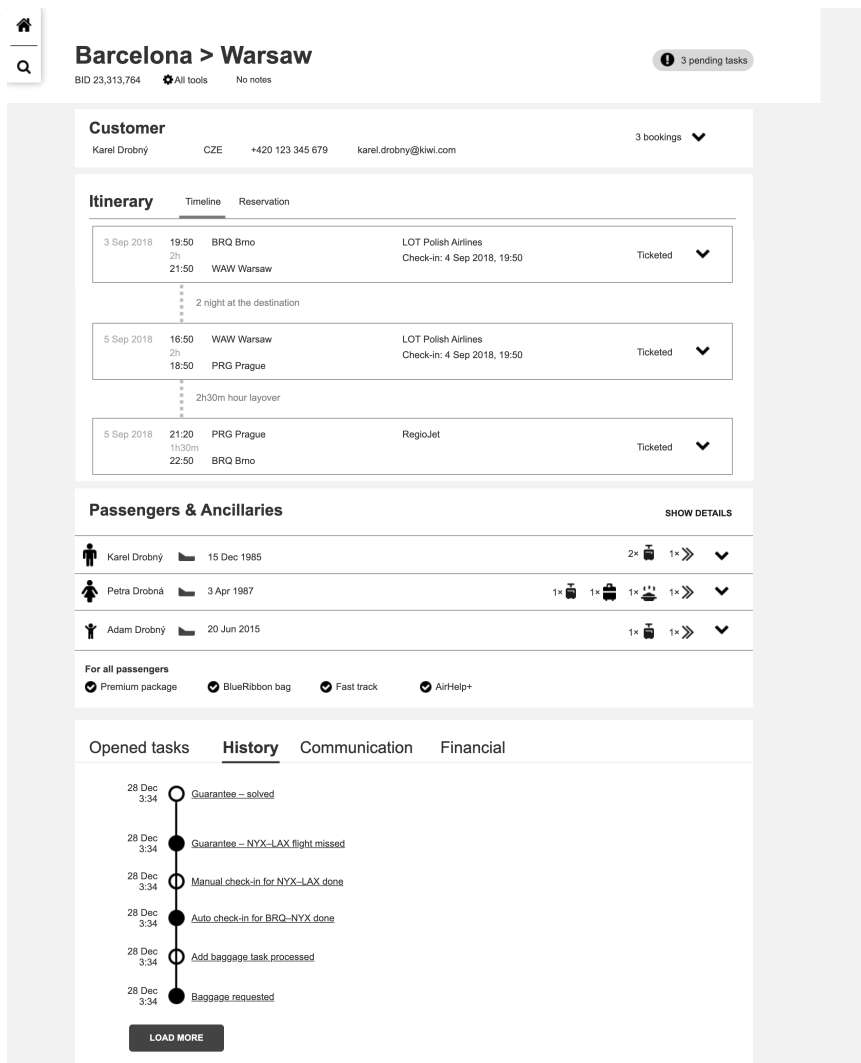 Barcelona > Warsaw
3 pending tasks
BID 23,313,764 All tools No notes
Customer
3 bookings
Karel Drobný CZE +420 123 345 679 karel.drobny@kiwi.com
Itinerary Timeline Reservation
3 Sep 2018 19:50 BRQ Brno LOT Polish Airlines
2h Check-in: 4 Sep 2018, 19:50 Ticketed
21:50 WAW Warsaw
2 night at the destination
5 Sep 2018 16:50 WAW Warsaw LOT Polish Airlines
2h Check-in: 4 Sep 2018, 19:50 Ticketed
18:50 PRG Prague
2h30m hour layover
5 Sep 2018 21:20 PRG Prague RegioJet
1h30m Ticketed
22:50 BRQ Brno
Passengers & Ancillaries SHOW DETAILS
Karel Drobný 15 Dec 1985 2× 1×
Petra Drobná 3 Apr 1987 1× 1× 1× 1×
Adam Drobný 20 Jun 2015 1× 1×
For all passengers
Premium package BlueRibbon bag Fast track AirHelp+
Opened tasks History Communication Financial
28 Dec
3:34 Guarantee – solved
28 Dec
3:34 Guarantee – NYX–LAX flight missed
28 Dec
3:34 Manual check-in for NYX–LAX done
28 Dec
3:34 Auto check-in for BRQ–NYX done
28 Dec
3:34 Add baggage task processed
28 Dec
3:34 Baggage requested
LOAD MORE